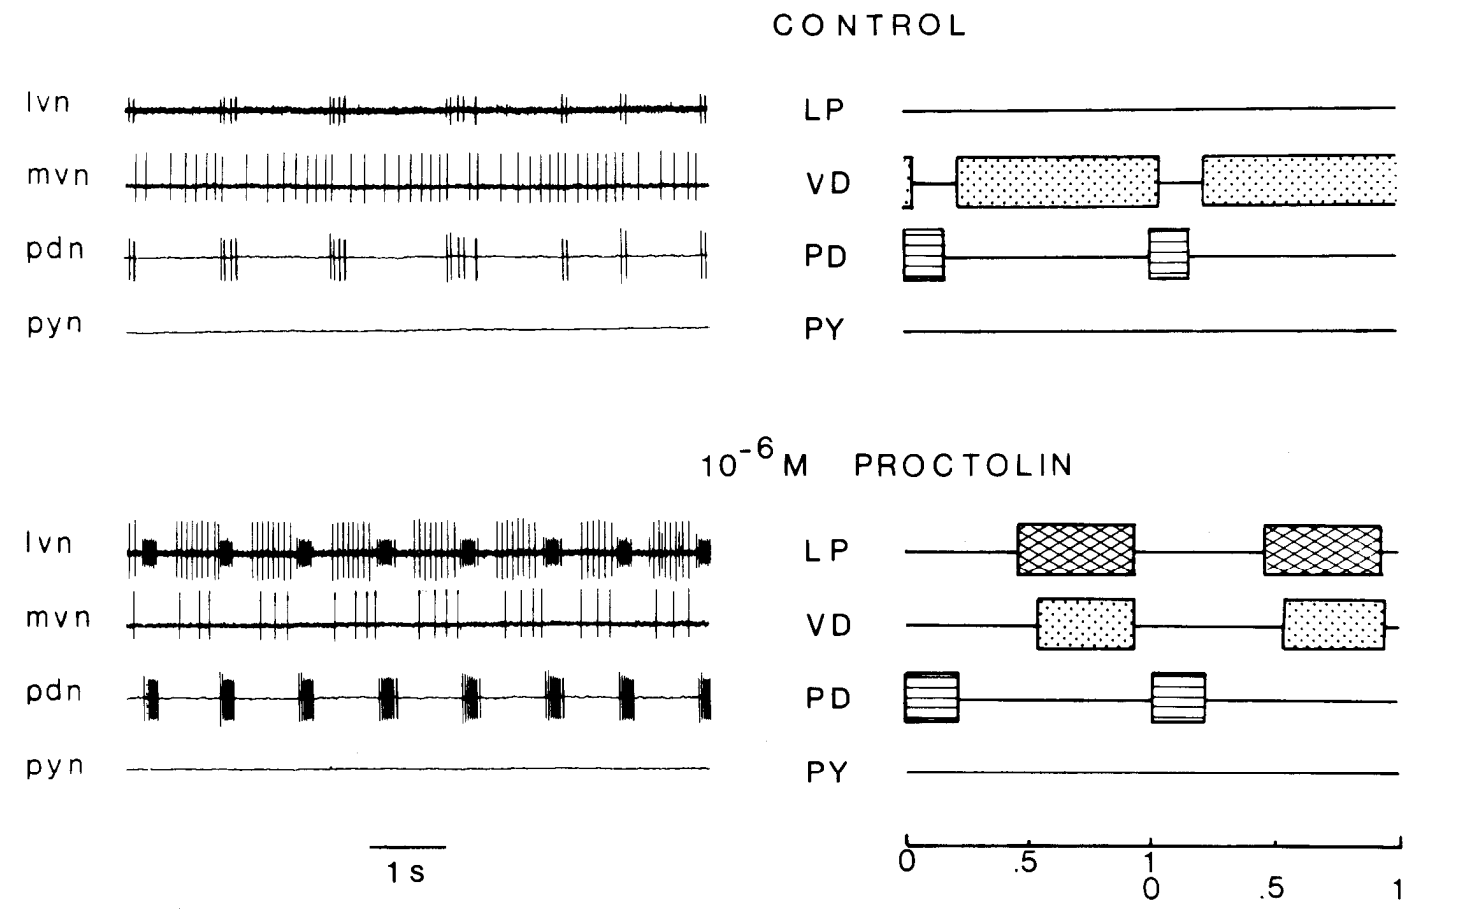 CONTROL
lvn
mvn
pdn
pyn
LP
VD
PD
PY
10⁻⁶M PROCTOLIN
lvn
mvn
pdn
pyn
LP
VD
PD
PY
1 s
0 .5 1
0 .5 1